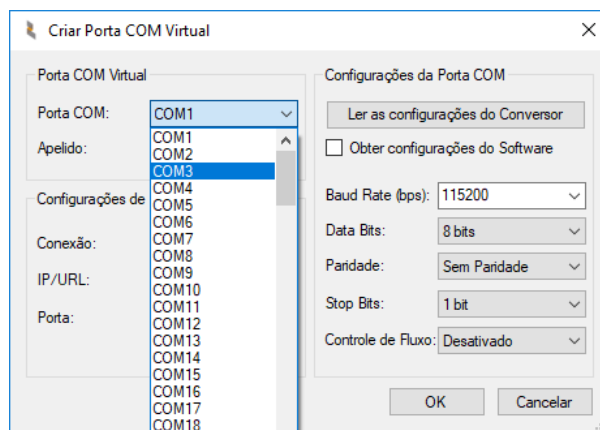 Criar Porta COM Virtual
Porta COM Virtual
Porta COM:
COM1
COM1
COM2
COM3
COM4
COM5
COM6
COM7
COM8
COM9
COM10
COM11
COM12
COM13
COM14
COM15
COM16
COM17
COM18
Apelido:
Configurações de
Conexão:
IP/URL:
Porta:
Configurações da Porta COM
Ler as configurações do Conversor
Obter configurações do Software
Baud Rate (bps): 115200
Data Bits: 8 bits
Paridade: Sem Paridade
Stop Bits: 1 bit
Controle de Fluxo: Desativado
OK
Cancelar